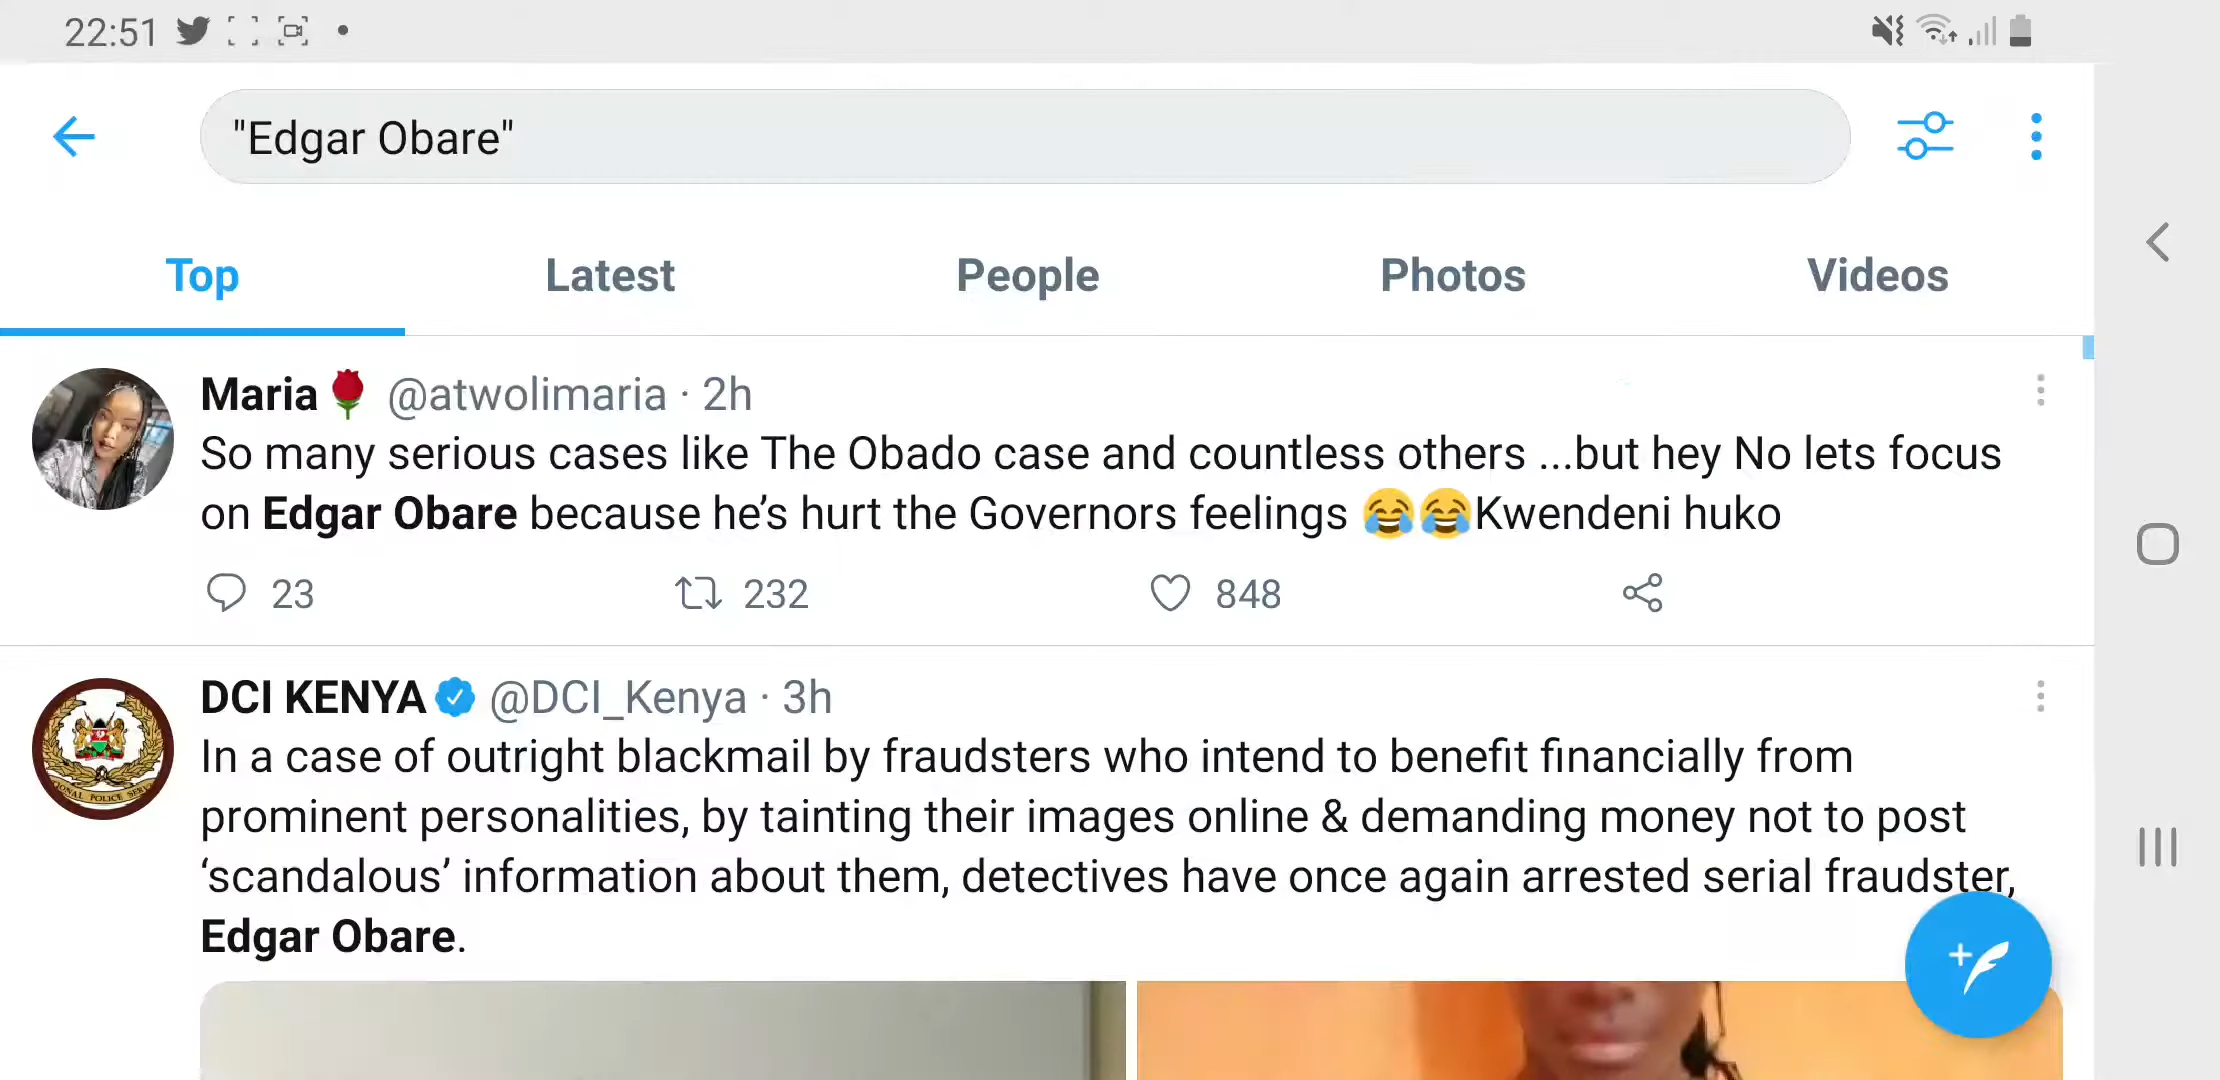 22:51
"Edgar Obare"
Top Latest People Photos Videos
Maria🌹 @atwolimaria · 2h
So many serious cases like The Obado case and countless others ...but hey No lets focus
on Edgar Obare because he’s hurt the Governors feelings 😂😂Kwendeni huko
23 232 848
DCI KENYA @DCI_Kenya · 3h
In a case of outright blackmail by fraudsters who intend to benefit financially from
prominent personalities, by tainting their images online & demanding money not to post
‘scandalous’ information about them, detectives have once again arrested serial fraudster,
Edgar Obare.